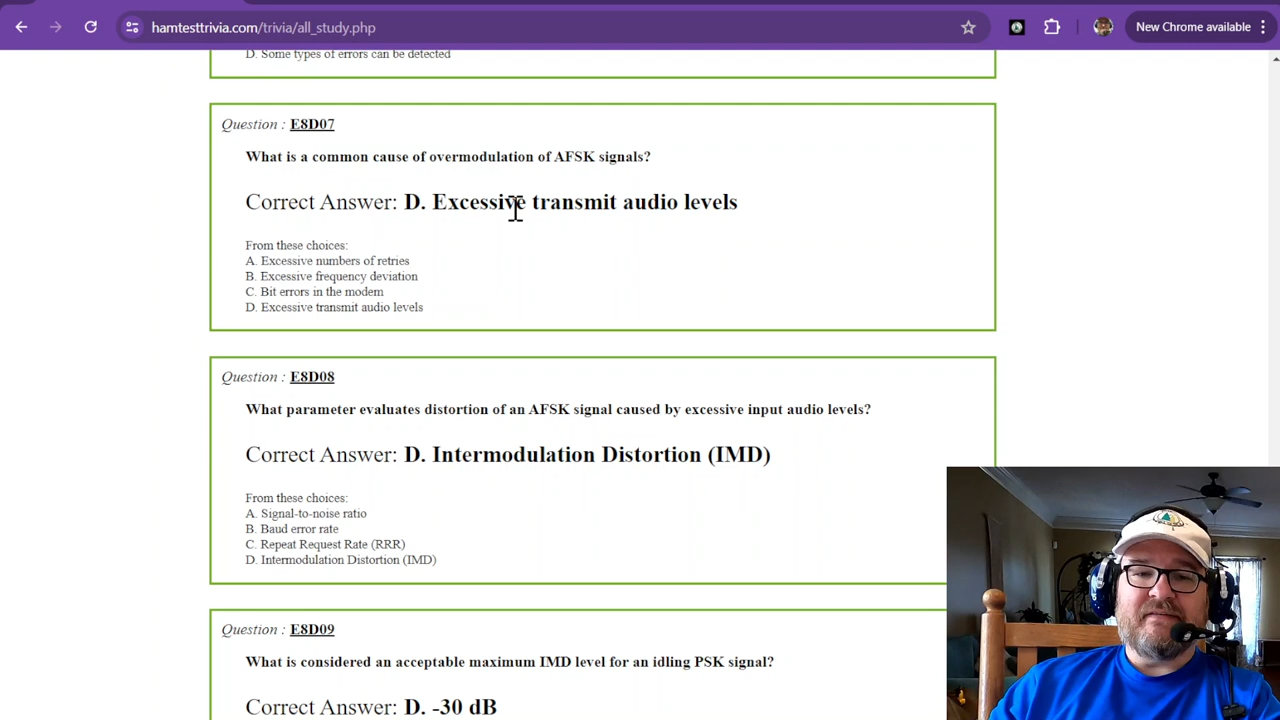 hamtesttrivia.com/trivia/all_study.php
New Chrome available
D. Some types of errors can be detected
Question : E8D07
What is a common cause of overmodulation of AFSK signals?
Correct Answer: D. Excessive transmit audio levels
From these choices:
A. Excessive numbers of retries
B. Excessive frequency deviation
C. Bit errors in the modem
D. Excessive transmit audio levels
Question : E8D08
What parameter evaluates distortion of an AFSK signal caused by excessive input audio levels?
Correct Answer: D. Intermodulation Distortion (IMD)
From these choices:
A. Signal-to-noise ratio
B. Baud error rate
C. Repeat Request Rate (RRR)
D. Intermodulation Distortion (IMD)
Question : E8D09
What is considered an acceptable maximum IMD level for an idling PSK signal?
Correct Answer: D. -30 dB